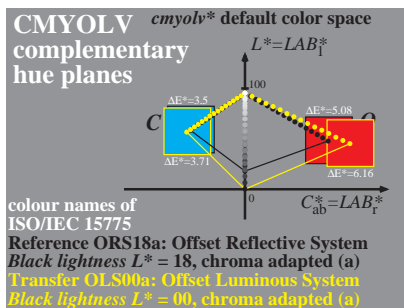 CMYOLV
complementary
hue planes
cmyolv* default color space
L*=LAB*i
100
ΔE*=3.5
ΔE*=5.08
C
O
ΔE*=3.71
ΔE*=6.16
0
C*ab=LAB*r
colour names of
ISO/IEC 15775
Reference ORS18a: Offset Reflective System
Black lightness L* = 18, chroma adapted (a)
Transfer OLS00a: Offset Luminous System
Black lightness L* = 00, chroma adapted (a)